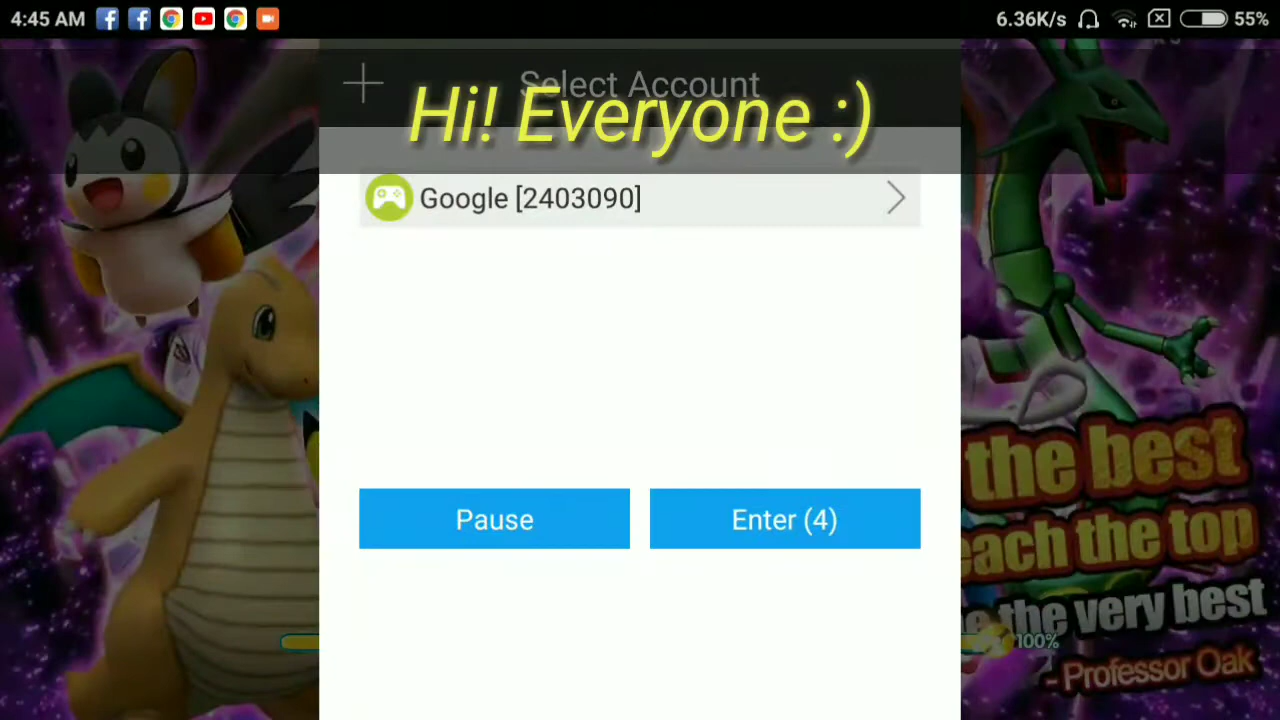 4:45 AM
6.36K/s
55%
Select Account
Hi! Everyone :)
Google [2403090]
Pause
Enter (4)
the best
each the top
the very best
100%
- Professor Oak